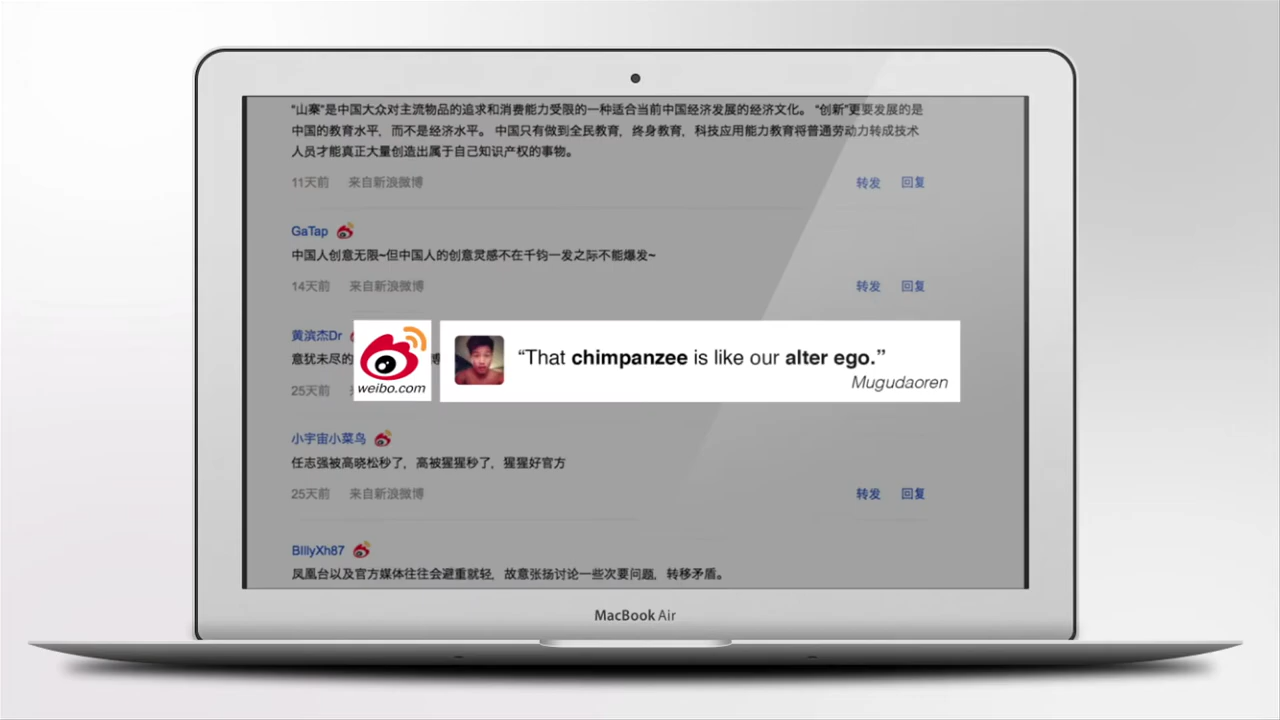 "山寨"是中国大众对主流物品的追求和消费能力受限的一种适合当前中国经济发展的经济文化。 "创新"更要发展的是
中国的教育水平，而不是经济水平。 中国只有做到全民教育，终身教育，科技应用能力教育将普通劳动力转成技术
人员才能真正大量创造出属于自己知识产权的事物。
11天前 来自新浪微博 转发 回复
GaTap
中国人创意无限~但中国人的创意灵感不在千钧一发之际不能爆发~
14天前 来自新浪微博 转发 回复
黄滨杰Dr
意犹未尽的
25天前
weibo.com
“That chimpanzee is like our alter ego.”
Mugudaoren
小宇宙小菜鸟
任志强被高晓松秒了，高被猩猩秒了，猩猩好官方
25天前 来自新浪微博 转发 回复
BIllyXh87
凤凰台以及官方媒体往往会避重就轻，故意张扬讨论一些次要问题，转移矛盾。
MacBook Air